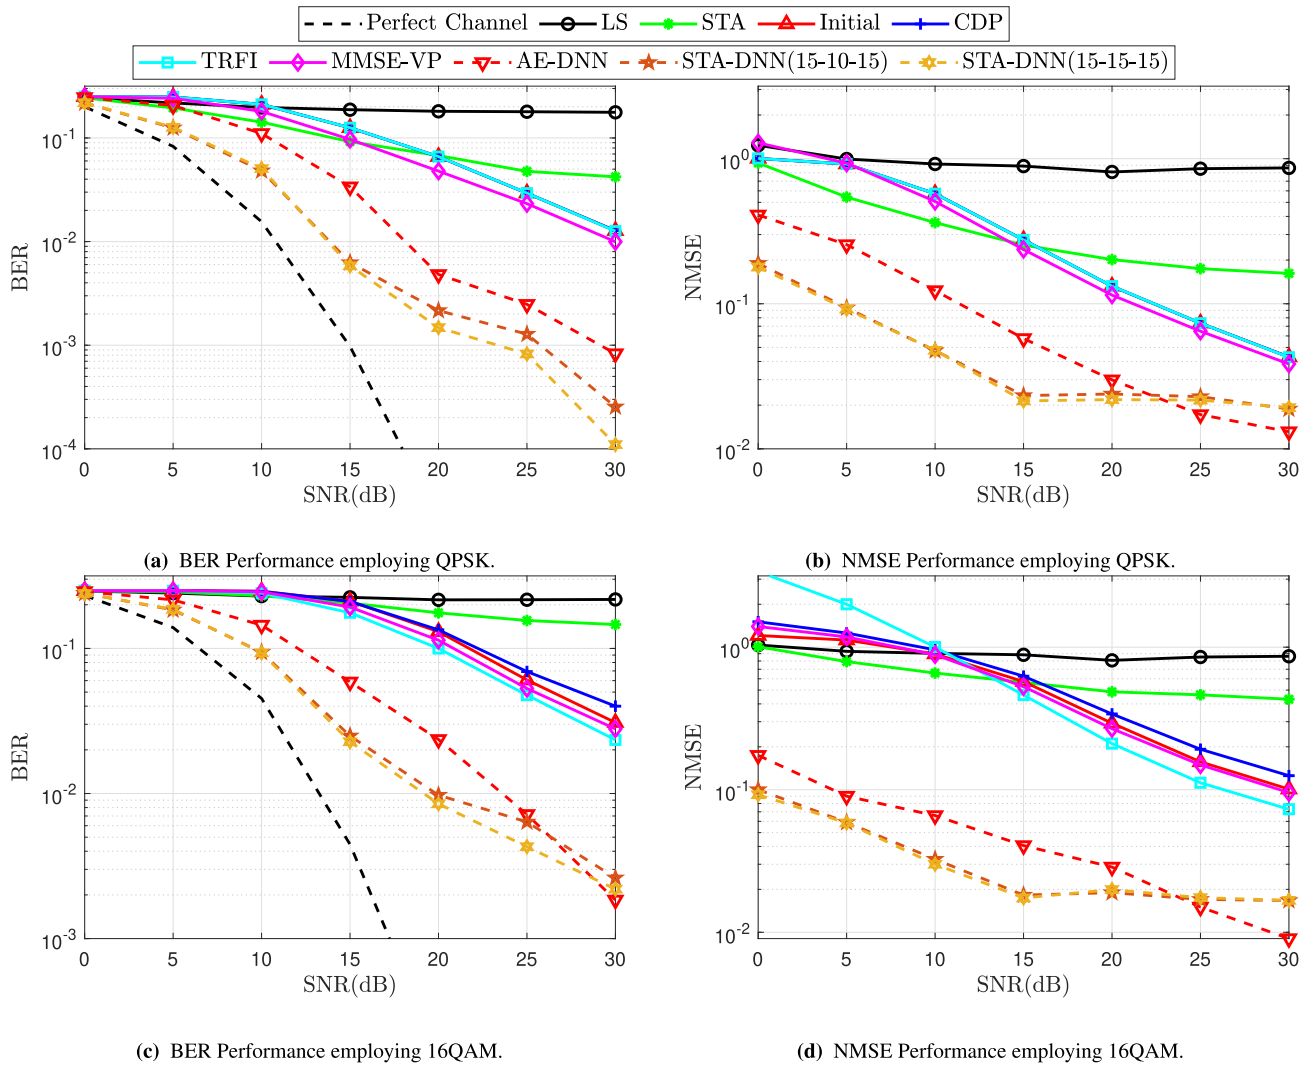 Perfect Channel LS STA Initial CDP
TRFI MMSE-VP AE-DNN STA-DNN(15-10-15) STA-DNN(15-15-15)
BER
10^-1
10^-2
10^-3
10^-4
0 5 10 15 20 25 30
SNR(dB)
(a) BER Performance employing QPSK.
NMSE
10^0
10^-1
10^-2
0 5 10 15 20 25 30
SNR(dB)
(b) NMSE Performance employing QPSK.
BER
10^-1
10^-2
10^-3
0 5 10 15 20 25 30
SNR(dB)
(c) BER Performance employing 16QAM.
NMSE
10^0
10^-1
10^-2
0 5 10 15 20 25 30
SNR(dB)
(d) NMSE Performance employing 16QAM.